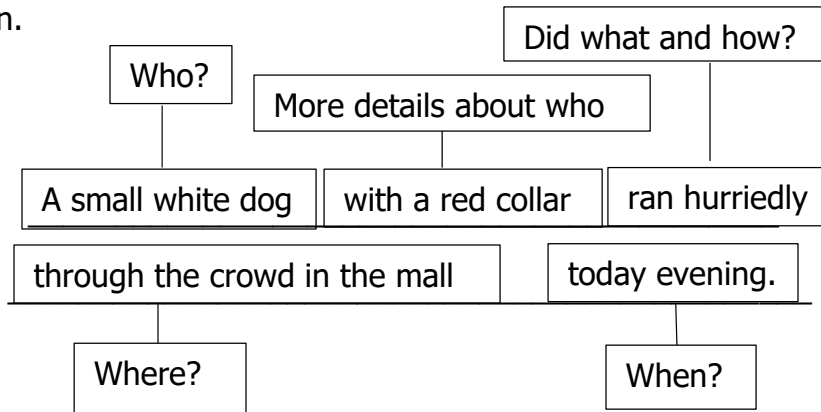 n.
Did what and how?
Who?
More details about who
A small white dog with a red collar ran hurriedly
through the crowd in the mall today evening.
Where?
When?